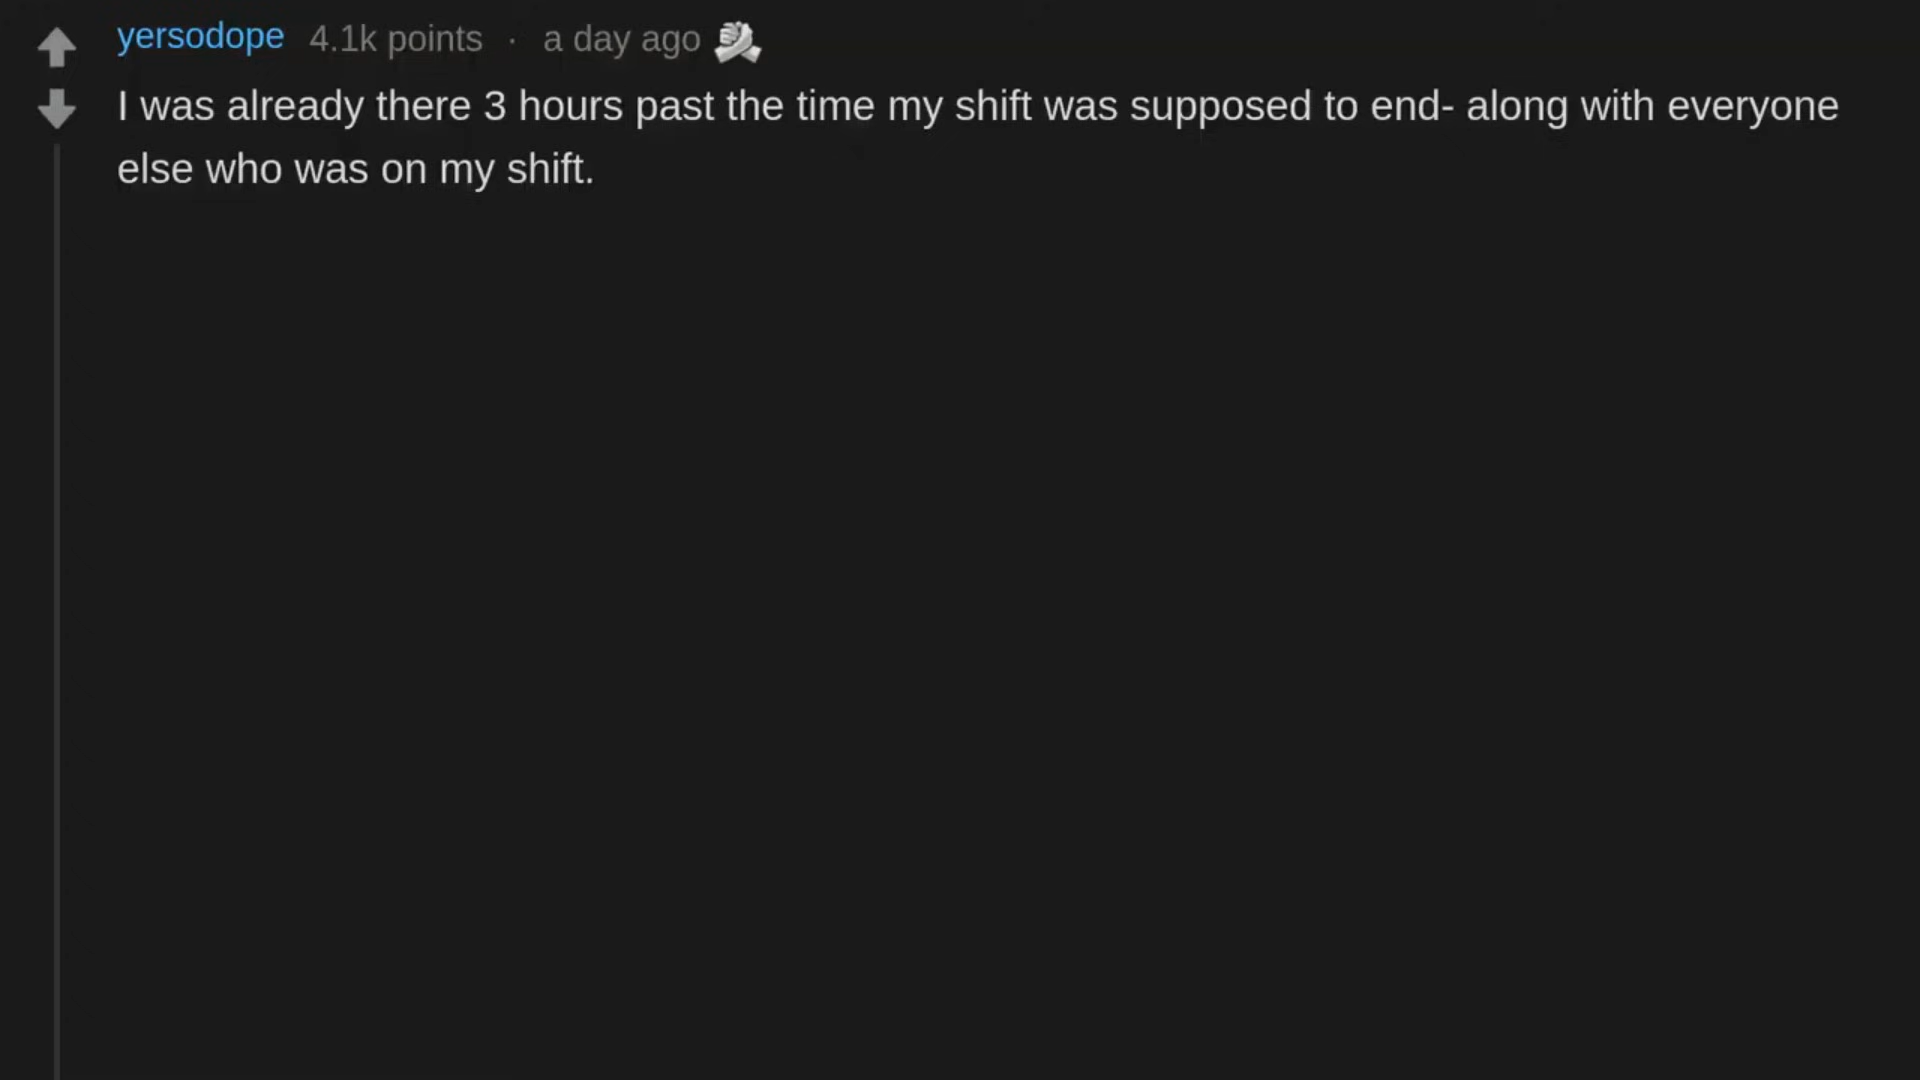 yersodope 4.1k points · a day ago
I was already there 3 hours past the time my shift was supposed to end- along with everyone
else who was on my shift.